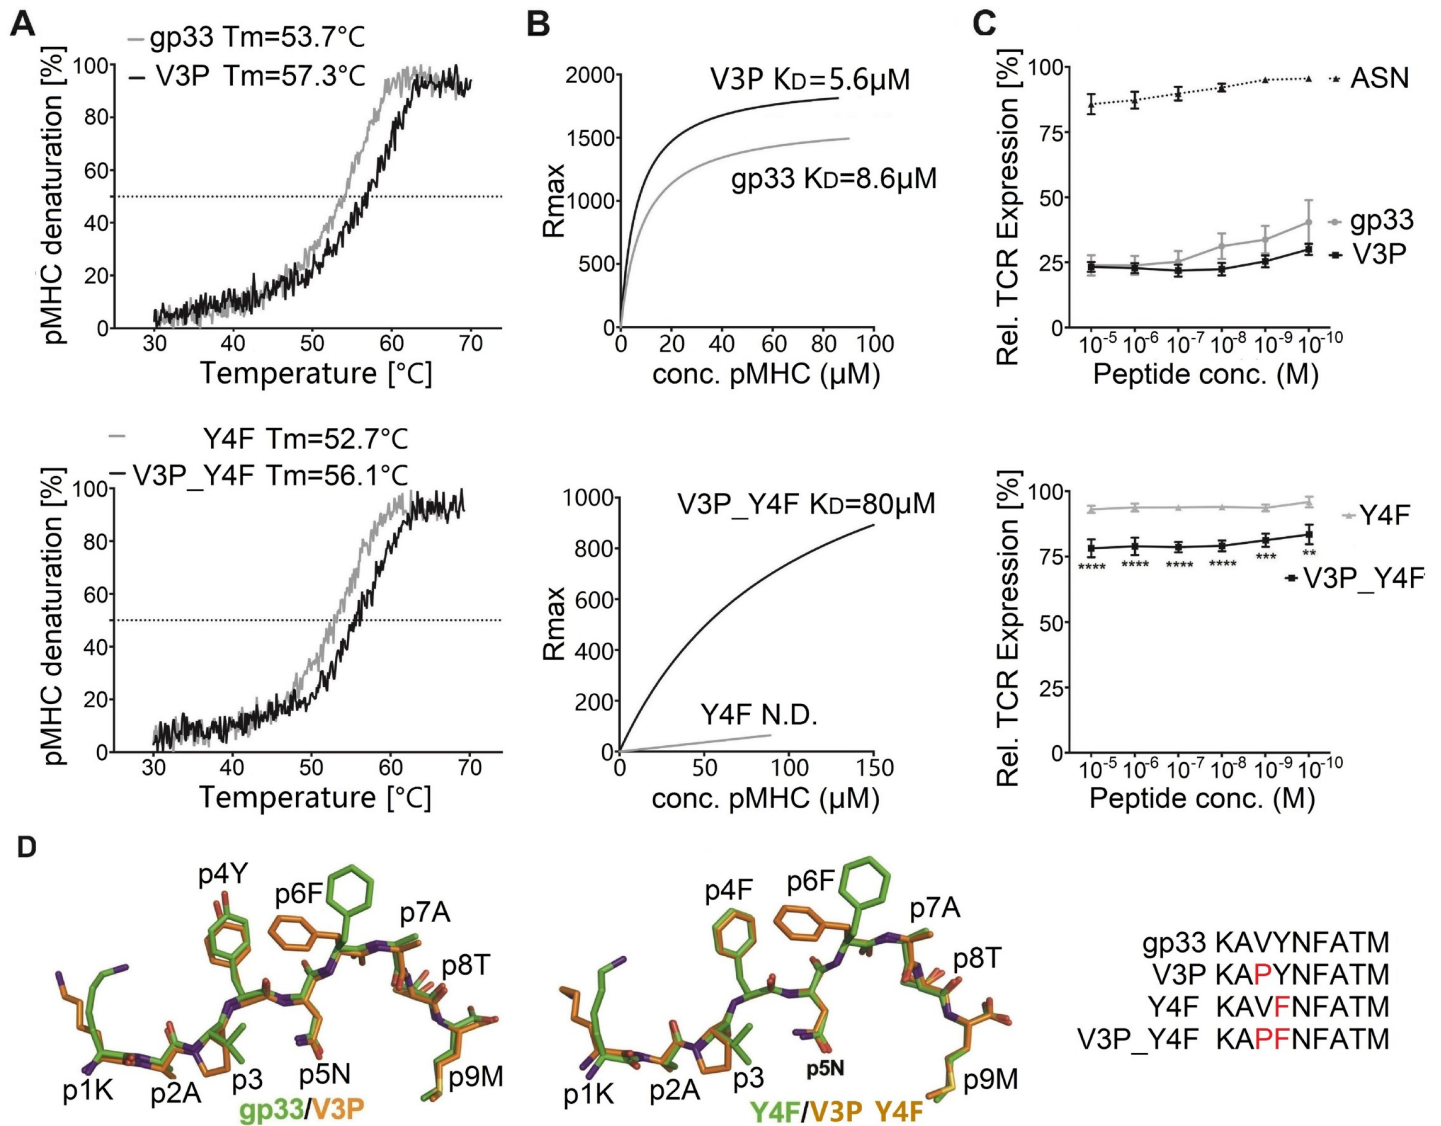 A
gp33 Tm=53.7°C
V3P Tm=57.3°C
pMHC denaturation [%]
100
80
60
40
20
0
30 40 50 60 70
Temperature [°C]
B
V3P KD=5.6µM
gp33 KD=8.6µM
Rmax
2000
1500
1000
500
0
0 20 40 60 80 100
conc. pMHC (µM)
C
Rel. TCR Expression [%]
100
75
50
25
0
ASN
gp33
V3P
10-5 10-6 10-7 10-8 10-9 10-10
Peptide conc. (M)
Y4F Tm=52.7°C
V3P_Y4F Tm=56.1°C
pMHC denaturation [%]
100
80
60
40
20
0
30 40 50 60 70
Temperature [°C]
V3P_Y4F KD=80µM
Y4F N.D.
Rmax
1000
800
600
400
200
0
0 50 100 150
conc. pMHC (µM)
Rel. TCR Expression [%]
100
75
50
25
0
Y4F
V3P_Y4F
**** **** **** **** *** **
10-5 10-6 10-7 10-8 10-9 10-10
Peptide conc. (M)
D
p4Y
p6F
p7A
p8T
p1K
p2A
p3
p5N
p9M
gp33/V3P
p4F
p6F
p7A
p8T
p1K
p2A
p3
p5N
p9M
Y4F/V3P Y4F
gp33 KAVYNFATM
V3P KAPYNFATM
Y4F KAVFNFATM
V3P_Y4F KAPFNFATM